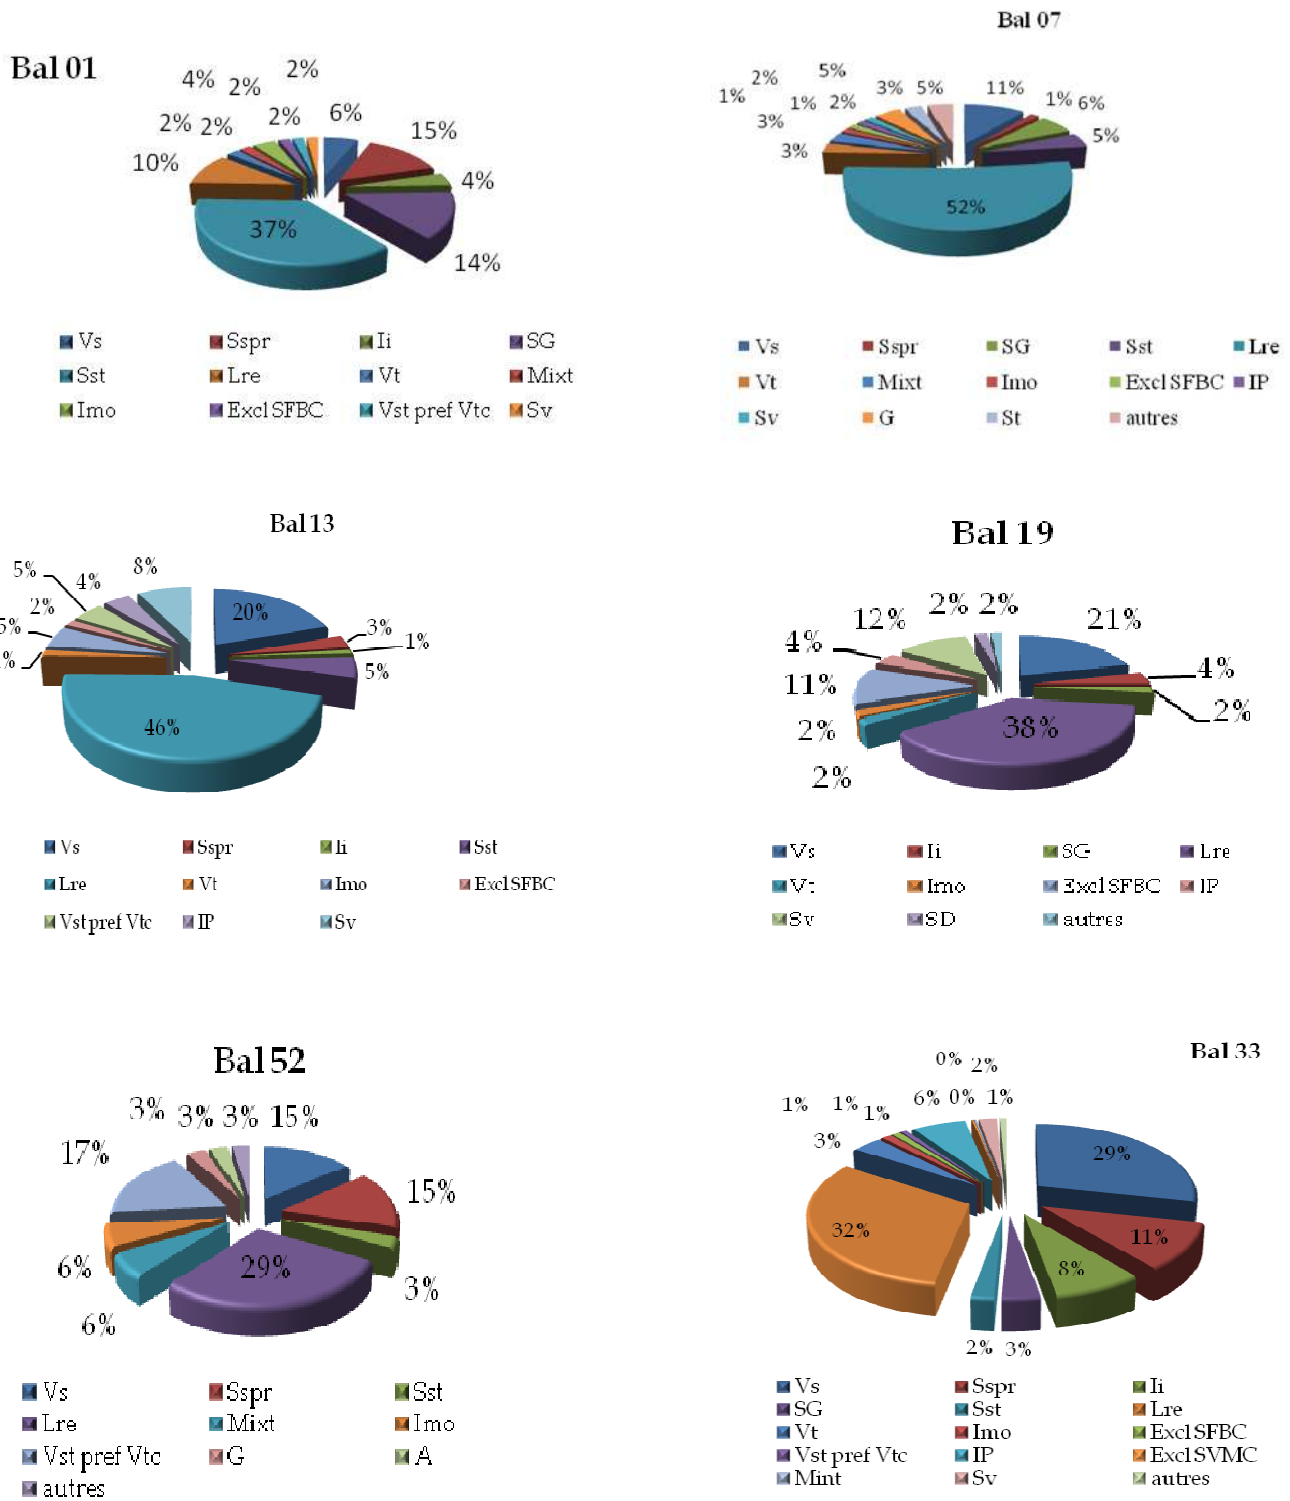 Bal 01
2%
4% 2%
2% 2% 2% 6% 15%
10% 4%
37%
14%
Vs Sspr Ii SG
Sst Lre Vt Mixt
Imo Excl SFBC Vst pref Vtc Sv
Bal 07
2% 5%
1% 1% 2% 3% 5% 11% 1% 6%
3% 5%
3%
52%
Vs Sspr SG Sst Lre
Vt Mixt Imo Excl SFBC IP
Sv G St autres
Bal 13
5% 4% 8%
2% 20% 3%
5% 1%
% 5%
46%
Vs Sspr Ii Sst
Lre Vt Imo Excl SFBC
Vst pref Vtc IP Sv
Bal 19
12% 2% 2% 21%
4% 4%
11%
2% 38% 2%
2%
Vs Ii SG Lre
Vt Imo Excl SFBC IP
Sv SD autres
Bal 52
3% 3% 3% 15%
17%
15%
6% 29% 3%
6%
Vs Sspr Sst
Lre Mixt Imo
Vst pref Vtc G A
autres
Bal 33
0% 2%
1% 1% 1% 6% 0% 1%
3% 29%
32% 11%
8%
2% 3%
Vs Sspr Ii
SG Sst Lre
Vt Imo Excl SFBC
Vst pref Vtc IP Excl SVMC
Mint Sv autres